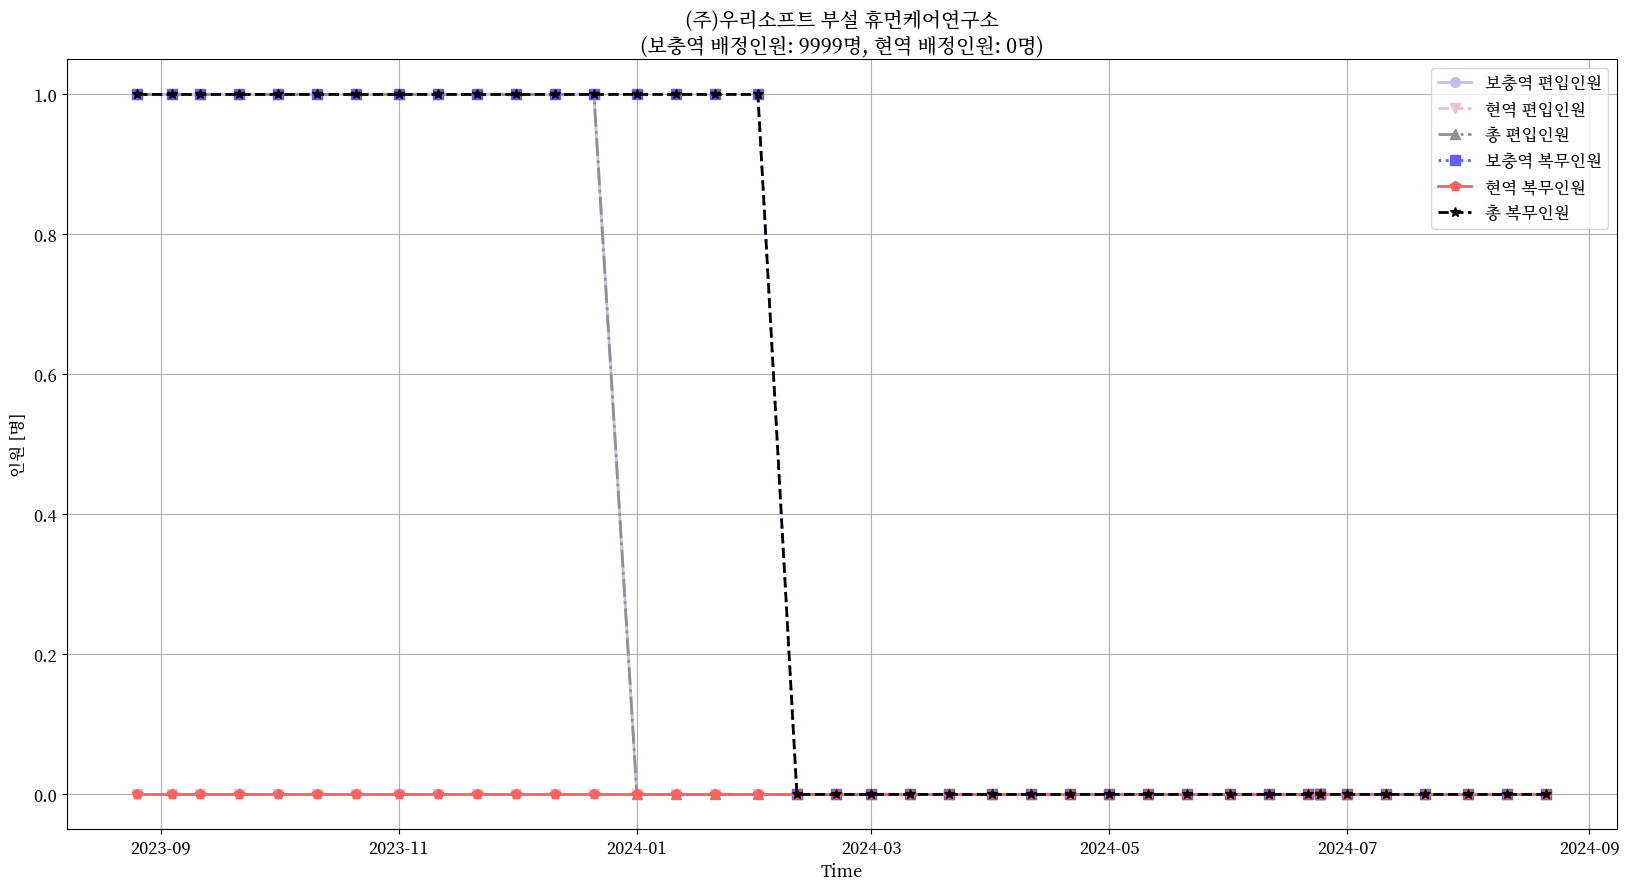 (주)우리소프트 부설 휴먼케어연구소
(보충역 배정인원: 9999명, 현역 배정인원: 0명)
보충역 편입인원
현역 편입인원
총 편입인원
보충역 복무인원
현역 복무인원
총 복무인원
인원 [명]
1.0
0.8
0.6
0.4
0.2
0.0
2023-09
2023-11
2024-01
2024-03
2024-05
2024-07
2024-09
Time